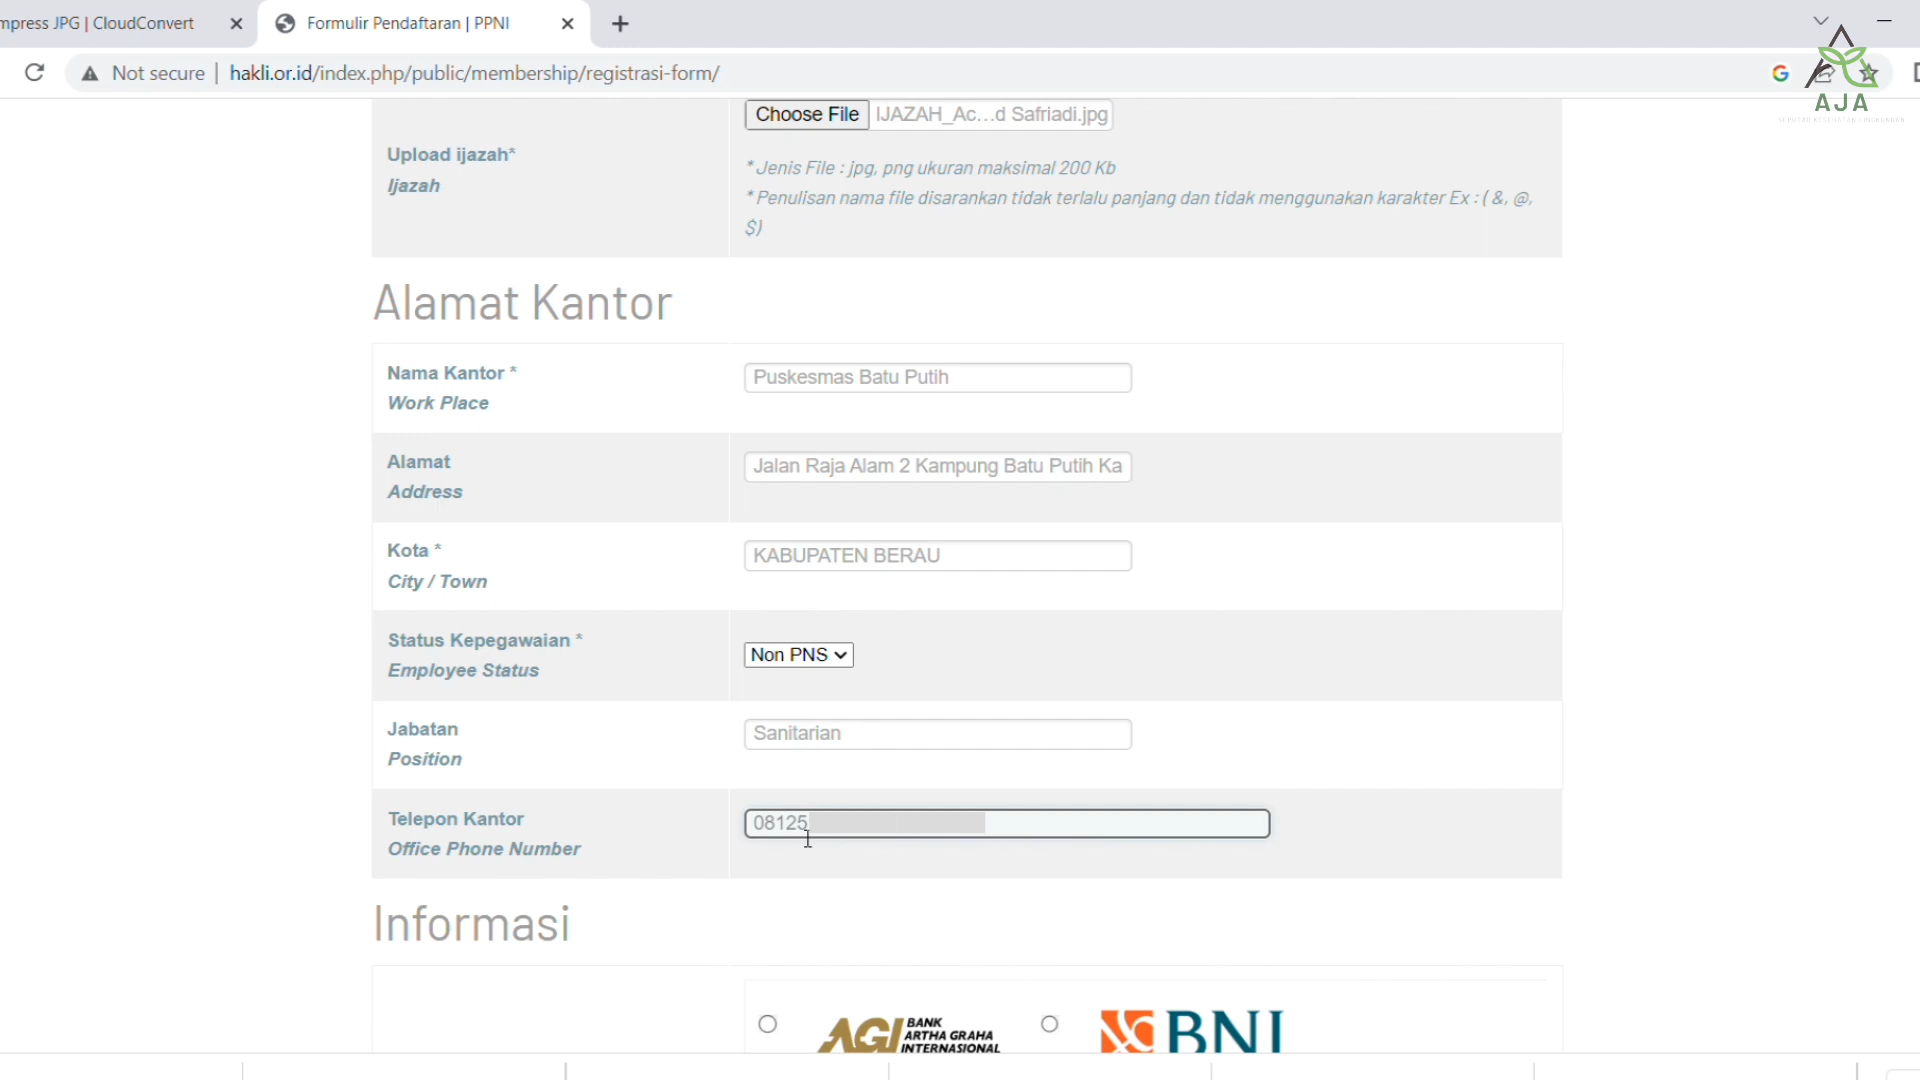 mpress JPG | CloudConvert
Formulir Pendaftaran | PPNI
Not secure
hakli.or.id/index.php/public/membership/registrasi-form/
AJA
Choose File
IJAZAH_Ac...d Safriadi.jpg
Upload ijazah*
Ijazah
* Jenis File : jpg, png ukuran maksimal 200 Kb
* Penulisan nama file disarankan tidak terlalu panjang dan tidak menggunakan karakter Ex : ( &, @,
$)
Alamat Kantor
Nama Kantor *
Work Place
Puskesmas Batu Putih
Alamat
Address
Jalan Raja Alam 2 Kampung Batu Putih Ka
Kota *
City / Town
KABUPATEN BERAU
Status Kepegawaian *
Employee Status
Non PNS
Jabatan
Position
Sanitarian
Telepon Kantor
Office Phone Number
08125
Informasi
AGI BANK
ARTHA GRAHA
INTERNASIONAL
BNI